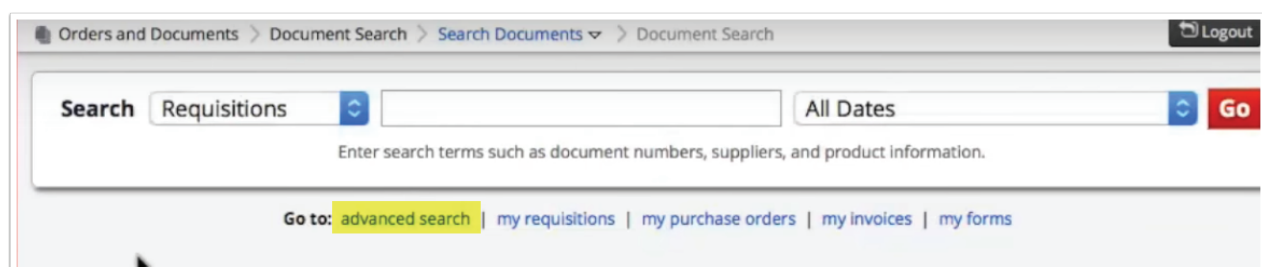 Orders and Documents > Document Search > Search Documents > Document Search Logout
Search Requisitions All Dates Go
Enter search terms such as document numbers, suppliers, and product information.
Go to: advanced search | my requisitions | my purchase orders | my invoices | my forms